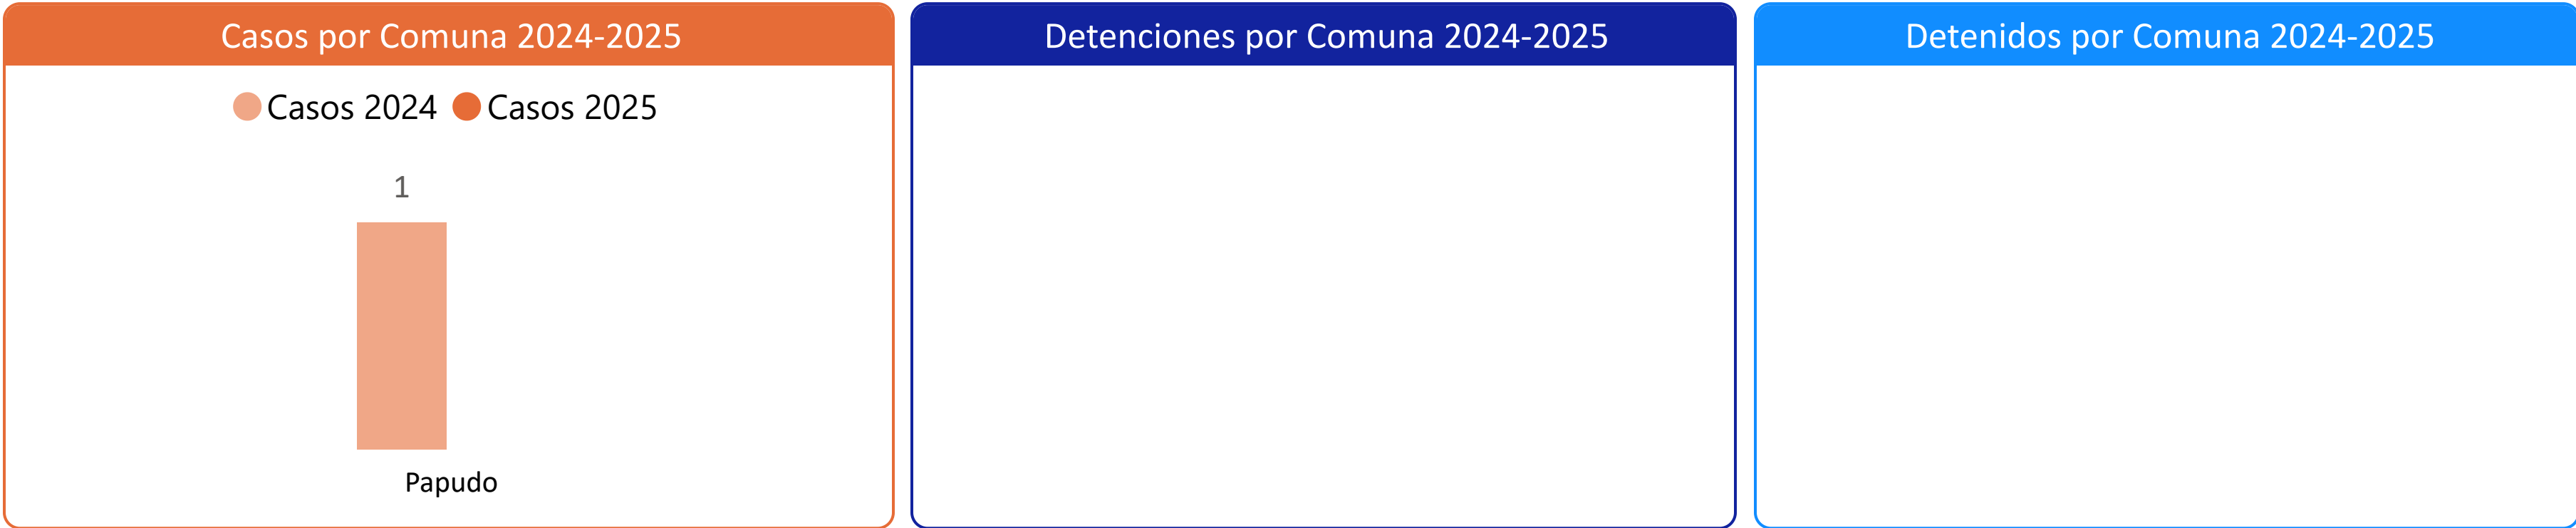 Casos por Comuna 2024-2025
Casos 2024 Casos 2025
1
Papudo
Detenciones por Comuna 2024-2025
Detenidos por Comuna 2024-2025